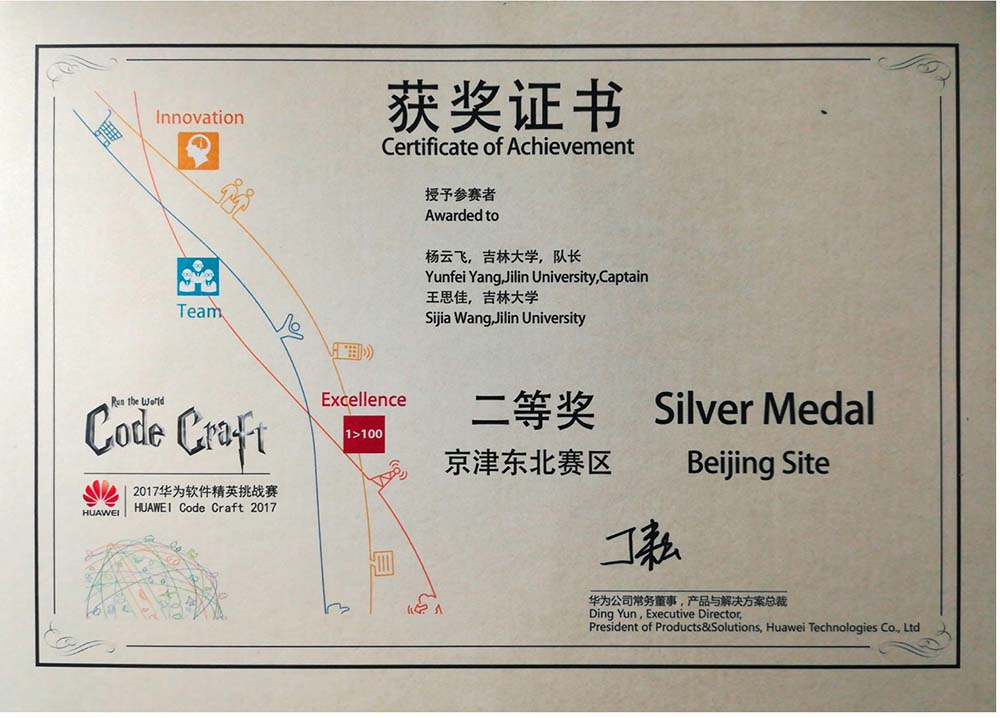 获奖证书
Certificate of Achievement
Innovation
授予参赛者
Awarded to
杨云飞，吉林大学，队长
Yunfei Yang,Jilin University,Captain
王思佳，吉林大学
Sijia Wang,Jilin University
Team
Excellence
1>100
Run the World
Code Craft
二等奖
Silver Medal
京津东北赛区
Beijing Site
HUAWEI
2017华为软件精英挑战赛
HUAWEI Code Craft 2017
丁耘
华为公司常务董事，产品与解决方案总裁
Ding Yun , Executive Director,
President of Products&Solutions, Huawei Technologies Co., Ltd